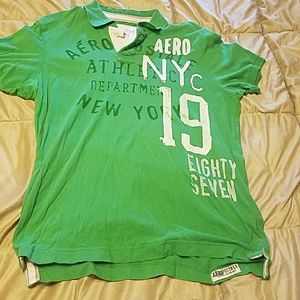 AERO
NYC
19
EIGHTY
SEVEN
AÉRO
ATHLETIC
DEPARTMENT
NEW YORK